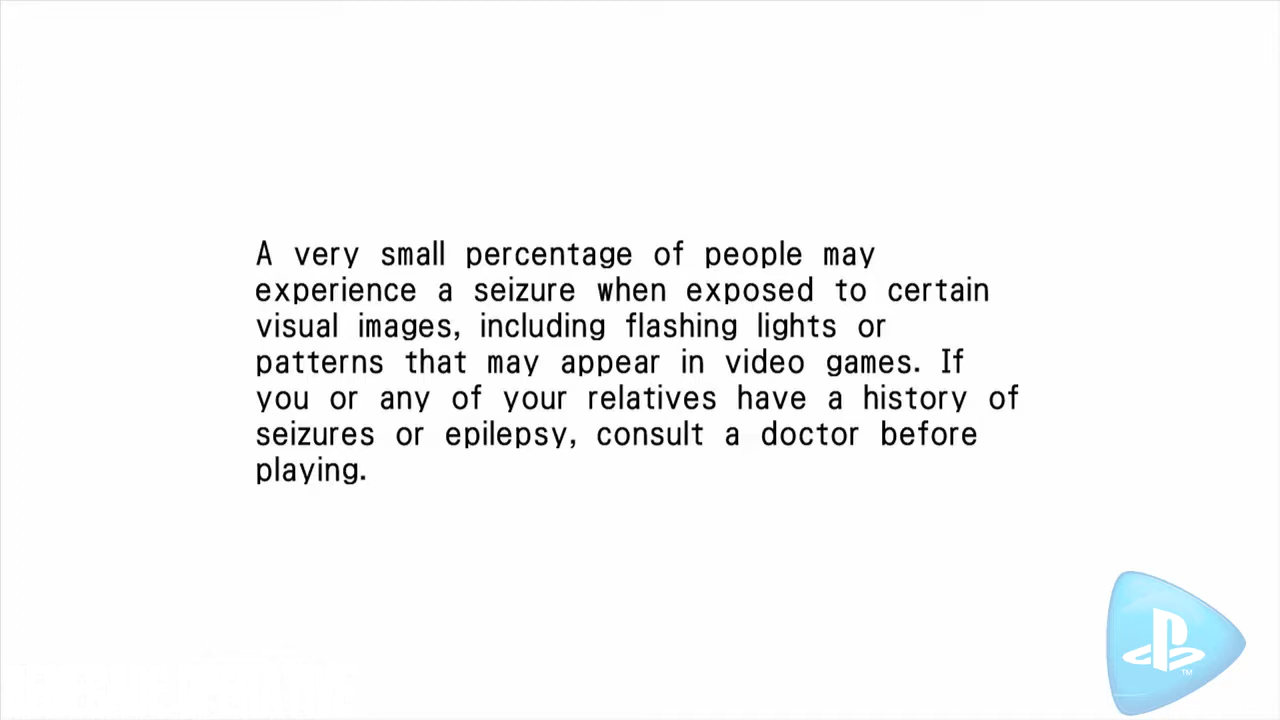 A very small percentage of people may
experience a seizure when exposed to certain
visual images, including flashing lights or
patterns that may appear in video games. If
you or any of your relatives have a history of
seizures or epilepsy, consult a doctor before
playing.
TM